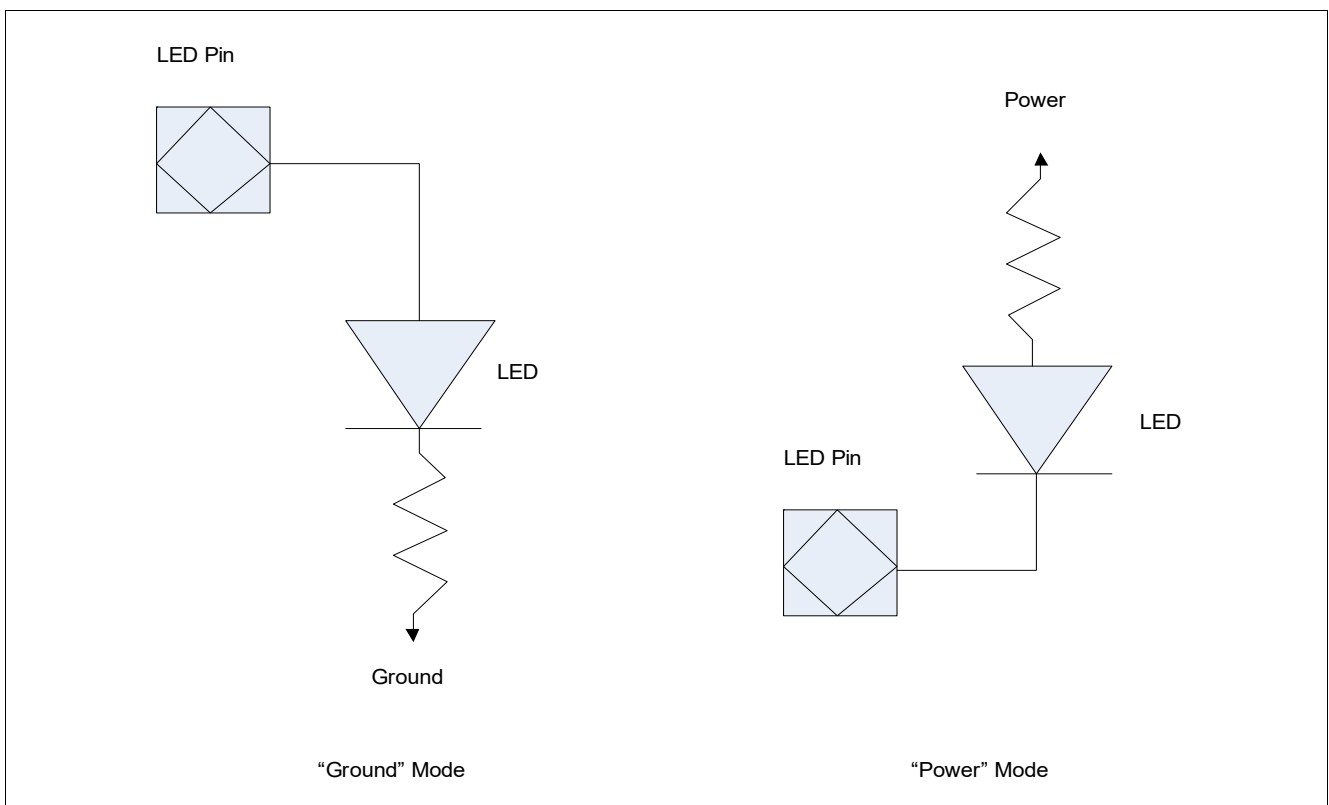 LED Pin
Power
LED
LED
LED Pin
Ground
“Ground” Mode
“Power” Mode